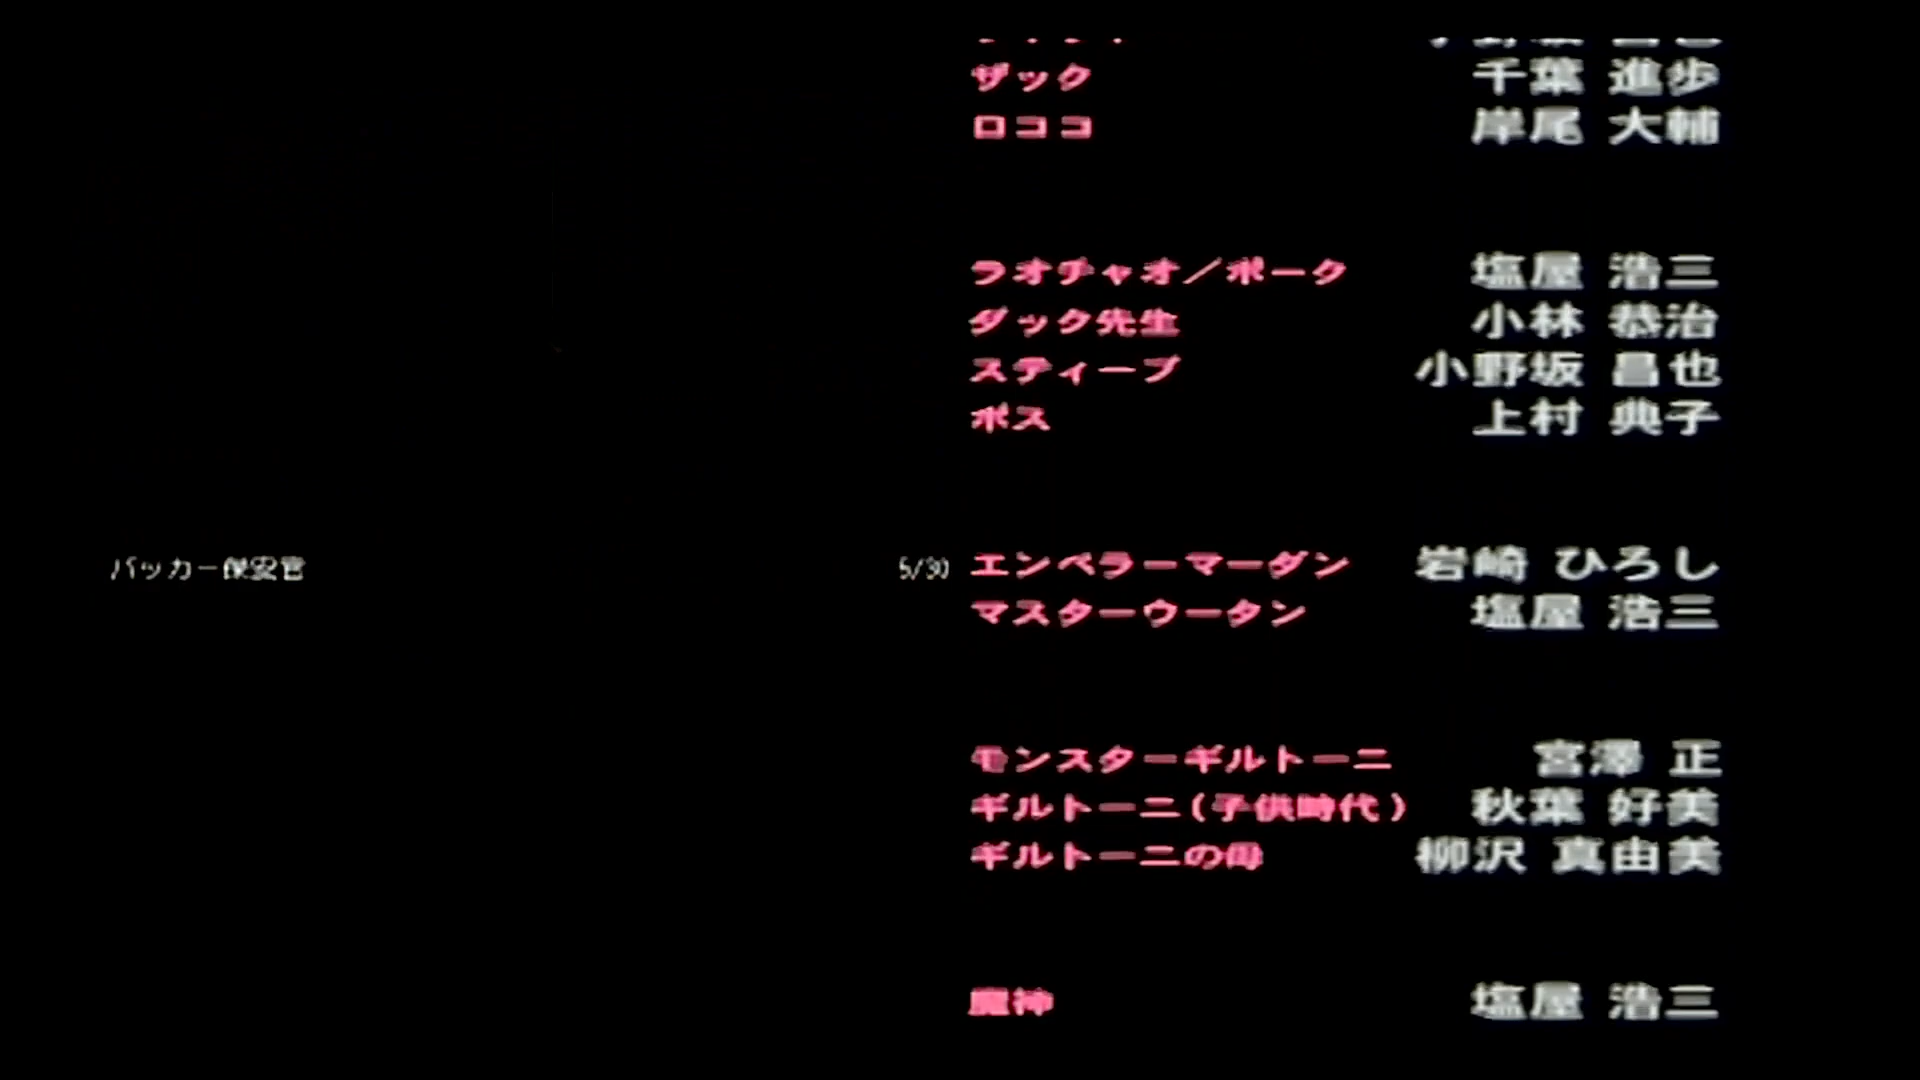 ザック 千葉 進歩
ロココ 岸尾 大輔
ラオチャオ／ポーク 塩屋 浩三
ダック先生 小林 恭治
スティーブ 小野坂 昌也
ボス 上村 典子
バッカー保安官 5/30
エンペラーマーダン 岩崎 ひろし
マスターウータン 塩屋 浩三
モンスターギルトーニ 宮澤 正
ギルトーニ(子供時代) 秋葉 好美
ギルトーニの母 柳沢 真由美
魔神 塩屋 浩三